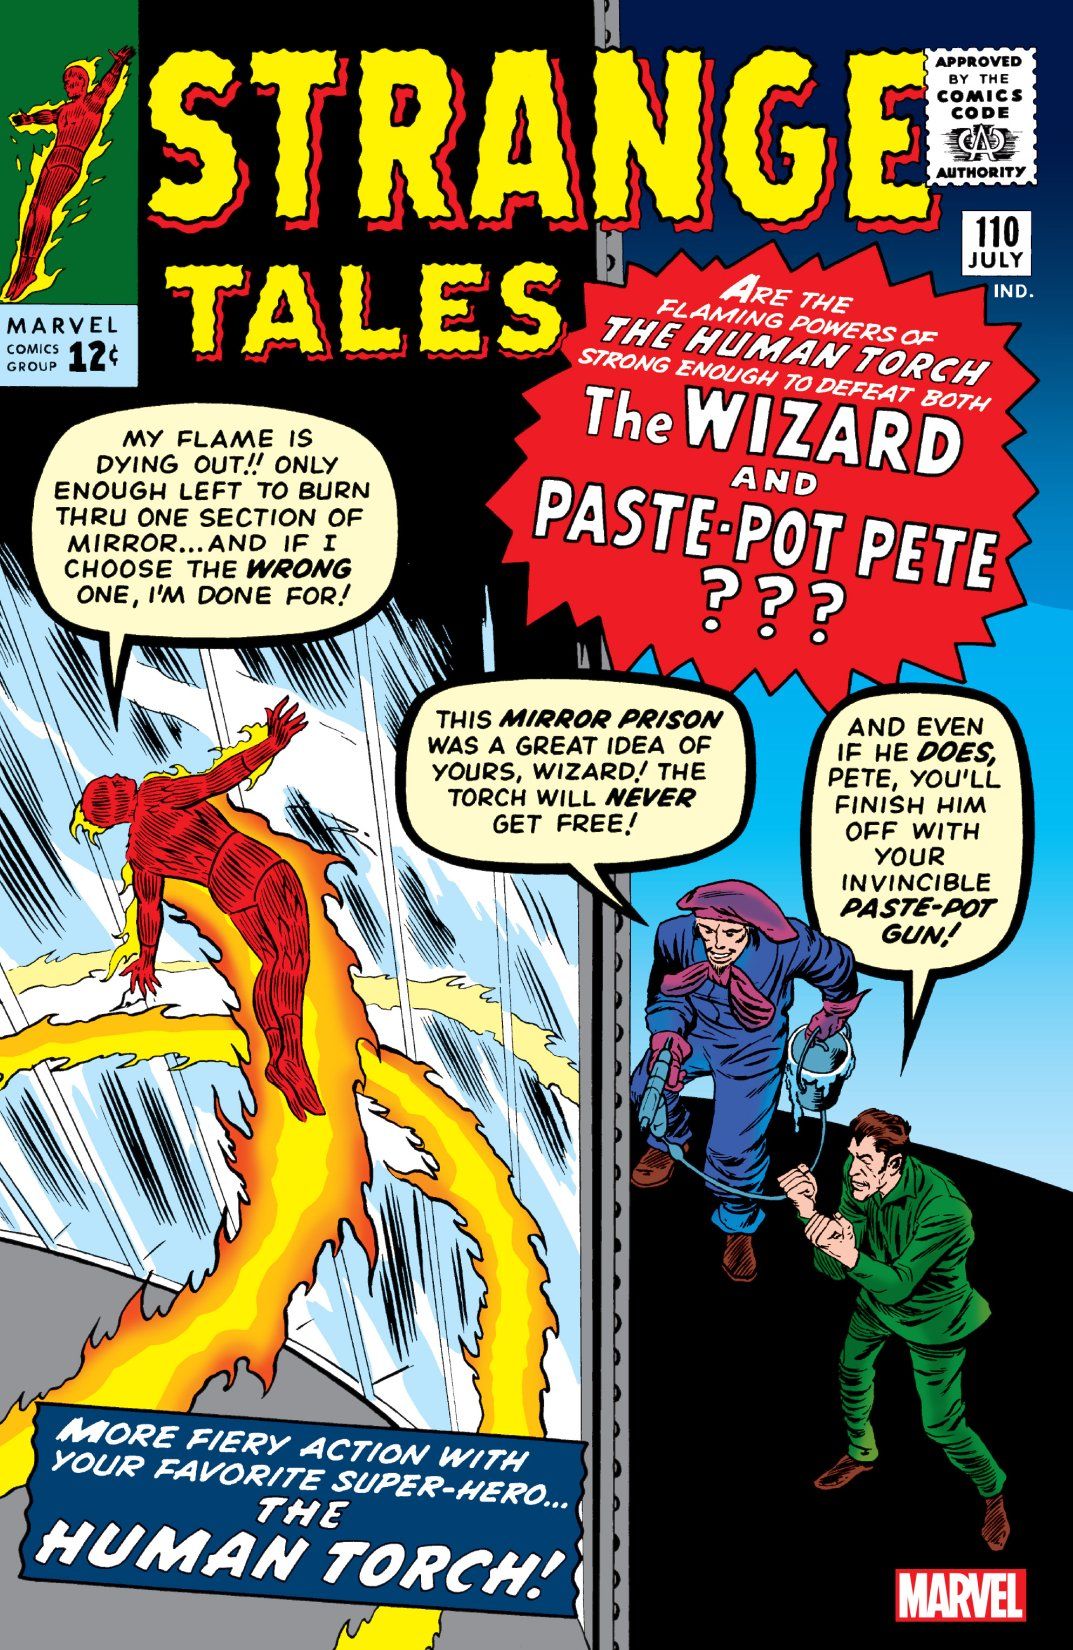 STRANGE
TALES
APPROVED
BY THE
COMICS
CODE
CA
AUTHORITY
110
JULY
IND.
MARVEL
COMICS
GROUP 12¢
ARE THE
FLAMING POWERS OF
THE HUMAN TORCH
STRONG ENOUGH TO DEFEAT BOTH
The WIZARD
AND
PASTE-POT PETE
???
MY FLAME IS
DYING OUT!! ONLY
ENOUGH LEFT TO BURN
THRU ONE SECTION OF
MIRROR...AND IF I
CHOOSE THE WRONG
ONE, I'M DONE FOR!
THIS MIRROR PRISON
WAS A GREAT IDEA OF
YOURS, WIZARD! THE
TORCH WILL NEVER
GET FREE!
AND EVEN
IF HE DOES,
PETE, YOU'LL
FINISH HIM
OFF WITH
YOUR
INVINCIBLE
PASTE-POT
GUN!
MORE FIERY ACTION WITH
YOUR FAVORITE SUPER-HERO...
THE
HUMAN TORCH!
MARVEL